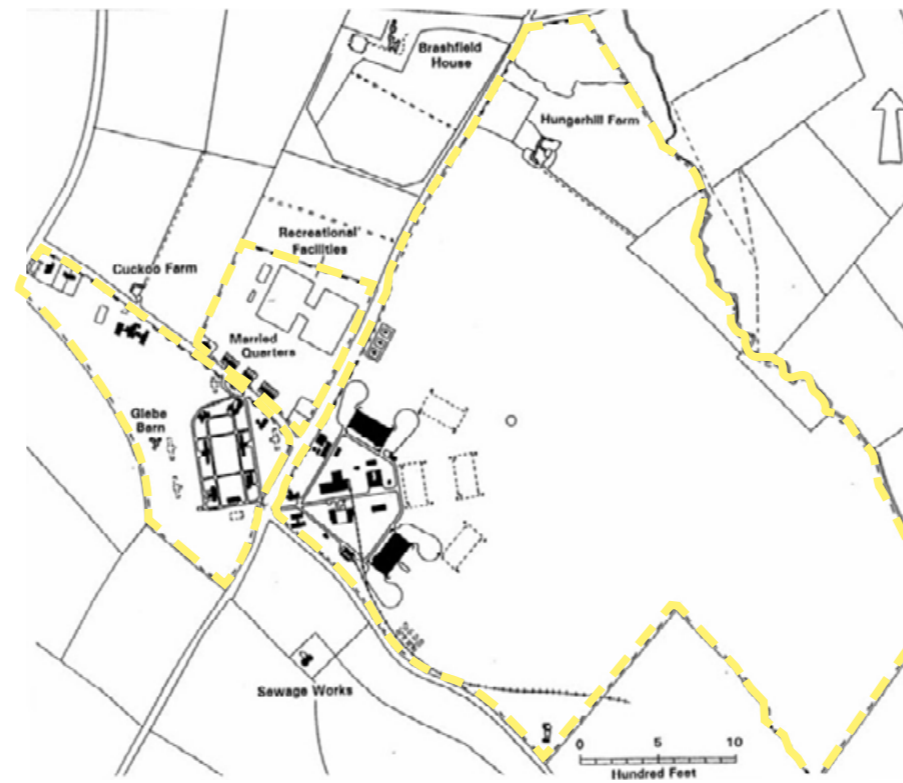 Brashfield
House
Hungerhill Farm
Recreational'
Facilities
Cuckoo Farm
Married
Quarters
Glebe
Barn
Sewage Works
0 5 10
Hundred Feet